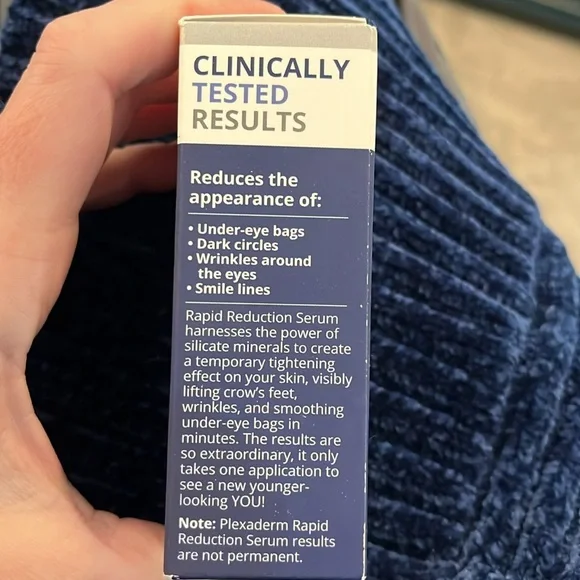 CLINICALLY
TESTED
RESULTS
Reduces the
appearance of:
• Under-eye bags
• Dark circles
• Wrinkles around
the eyes
• Smile lines
Rapid Reduction Serum
harnesses the power of
silicate minerals to create
a temporary tightening
effect on your skin, visibly
lifting crow's feet,
wrinkles, and smoothing
under-eye bags in
minutes. The results are
so extraordinary, it only
takes one application to
see a new younger-
looking YOU!
Note: Plexaderm Rapid
Reduction Serum results
are not permanent.